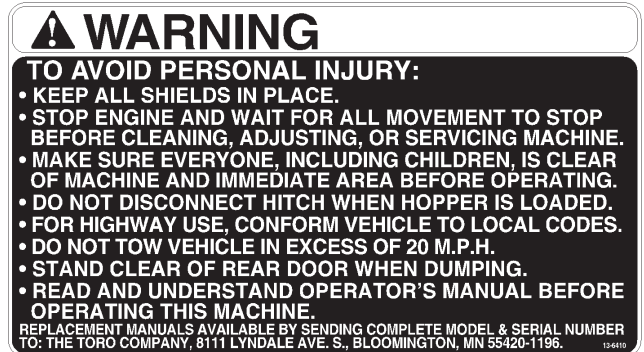 WARNING
TO AVOID PERSONAL INJURY:
• KEEP ALL SHIELDS IN PLACE.
• STOP ENGINE AND WAIT FOR ALL MOVEMENT TO STOP
BEFORE CLEANING, ADJUSTING, OR SERVICING MACHINE.
• MAKE SURE EVERYONE, INCLUDING CHILDREN, IS CLEAR
OF MACHINE AND IMMEDIATE AREA BEFORE OPERATING.
• DO NOT DISCONNECT HITCH WHEN HOPPER IS LOADED.
• FOR HIGHWAY USE, CONFORM VEHICLE TO LOCAL CODES.
• DO NOT TOW VEHICLE IN EXCESS OF 20 M.P.H.
• STAND CLEAR OF REAR DOOR WHEN DUMPING.
• READ AND UNDERSTAND OPERATOR'S MANUAL BEFORE
OPERATING THIS MACHINE.
REPLACEMENT MANUALS AVAILABLE BY SENDING COMPLETE MODEL & SERIAL NUMBER
TO: THE TORO COMPANY, 8111 LYNDALE AVE. S., BLOOMINGTON, MN 55420-1196. 13-6410